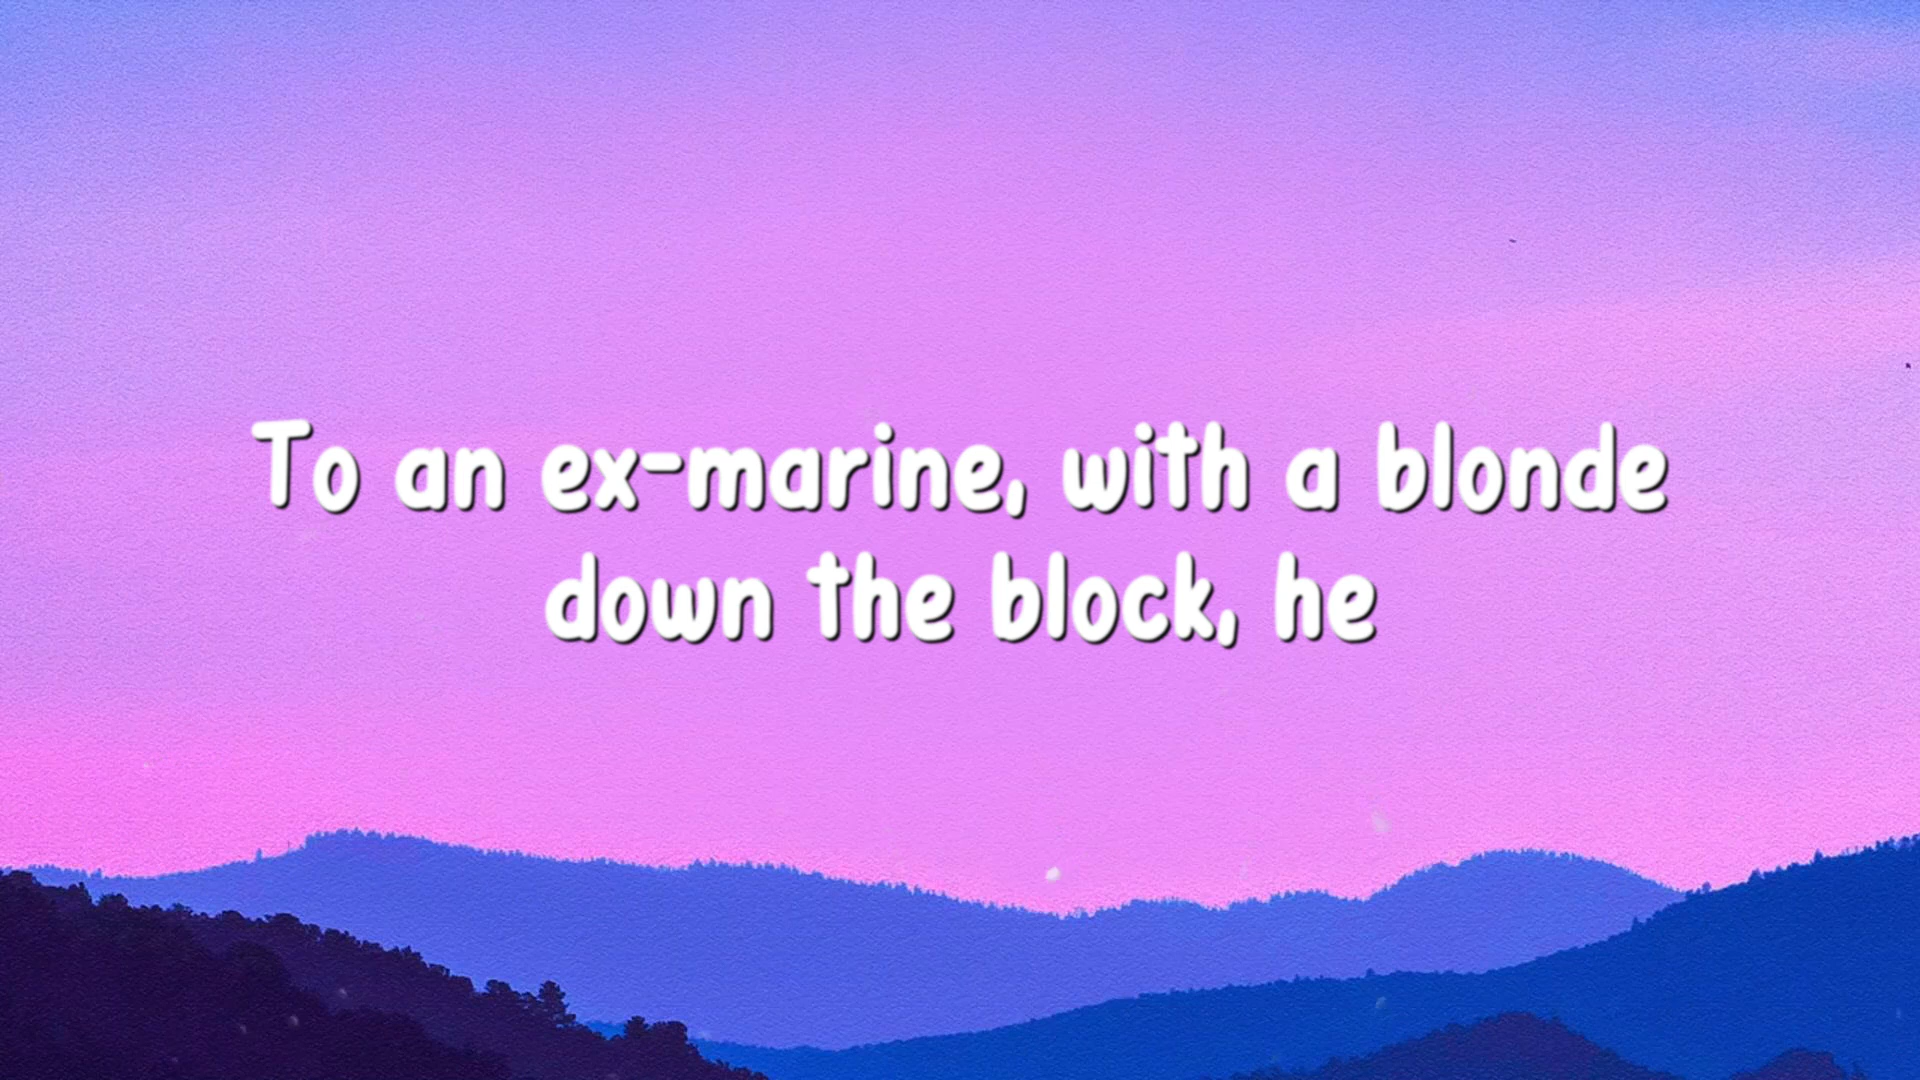 To an ex-marine, with a blonde
down the block, he